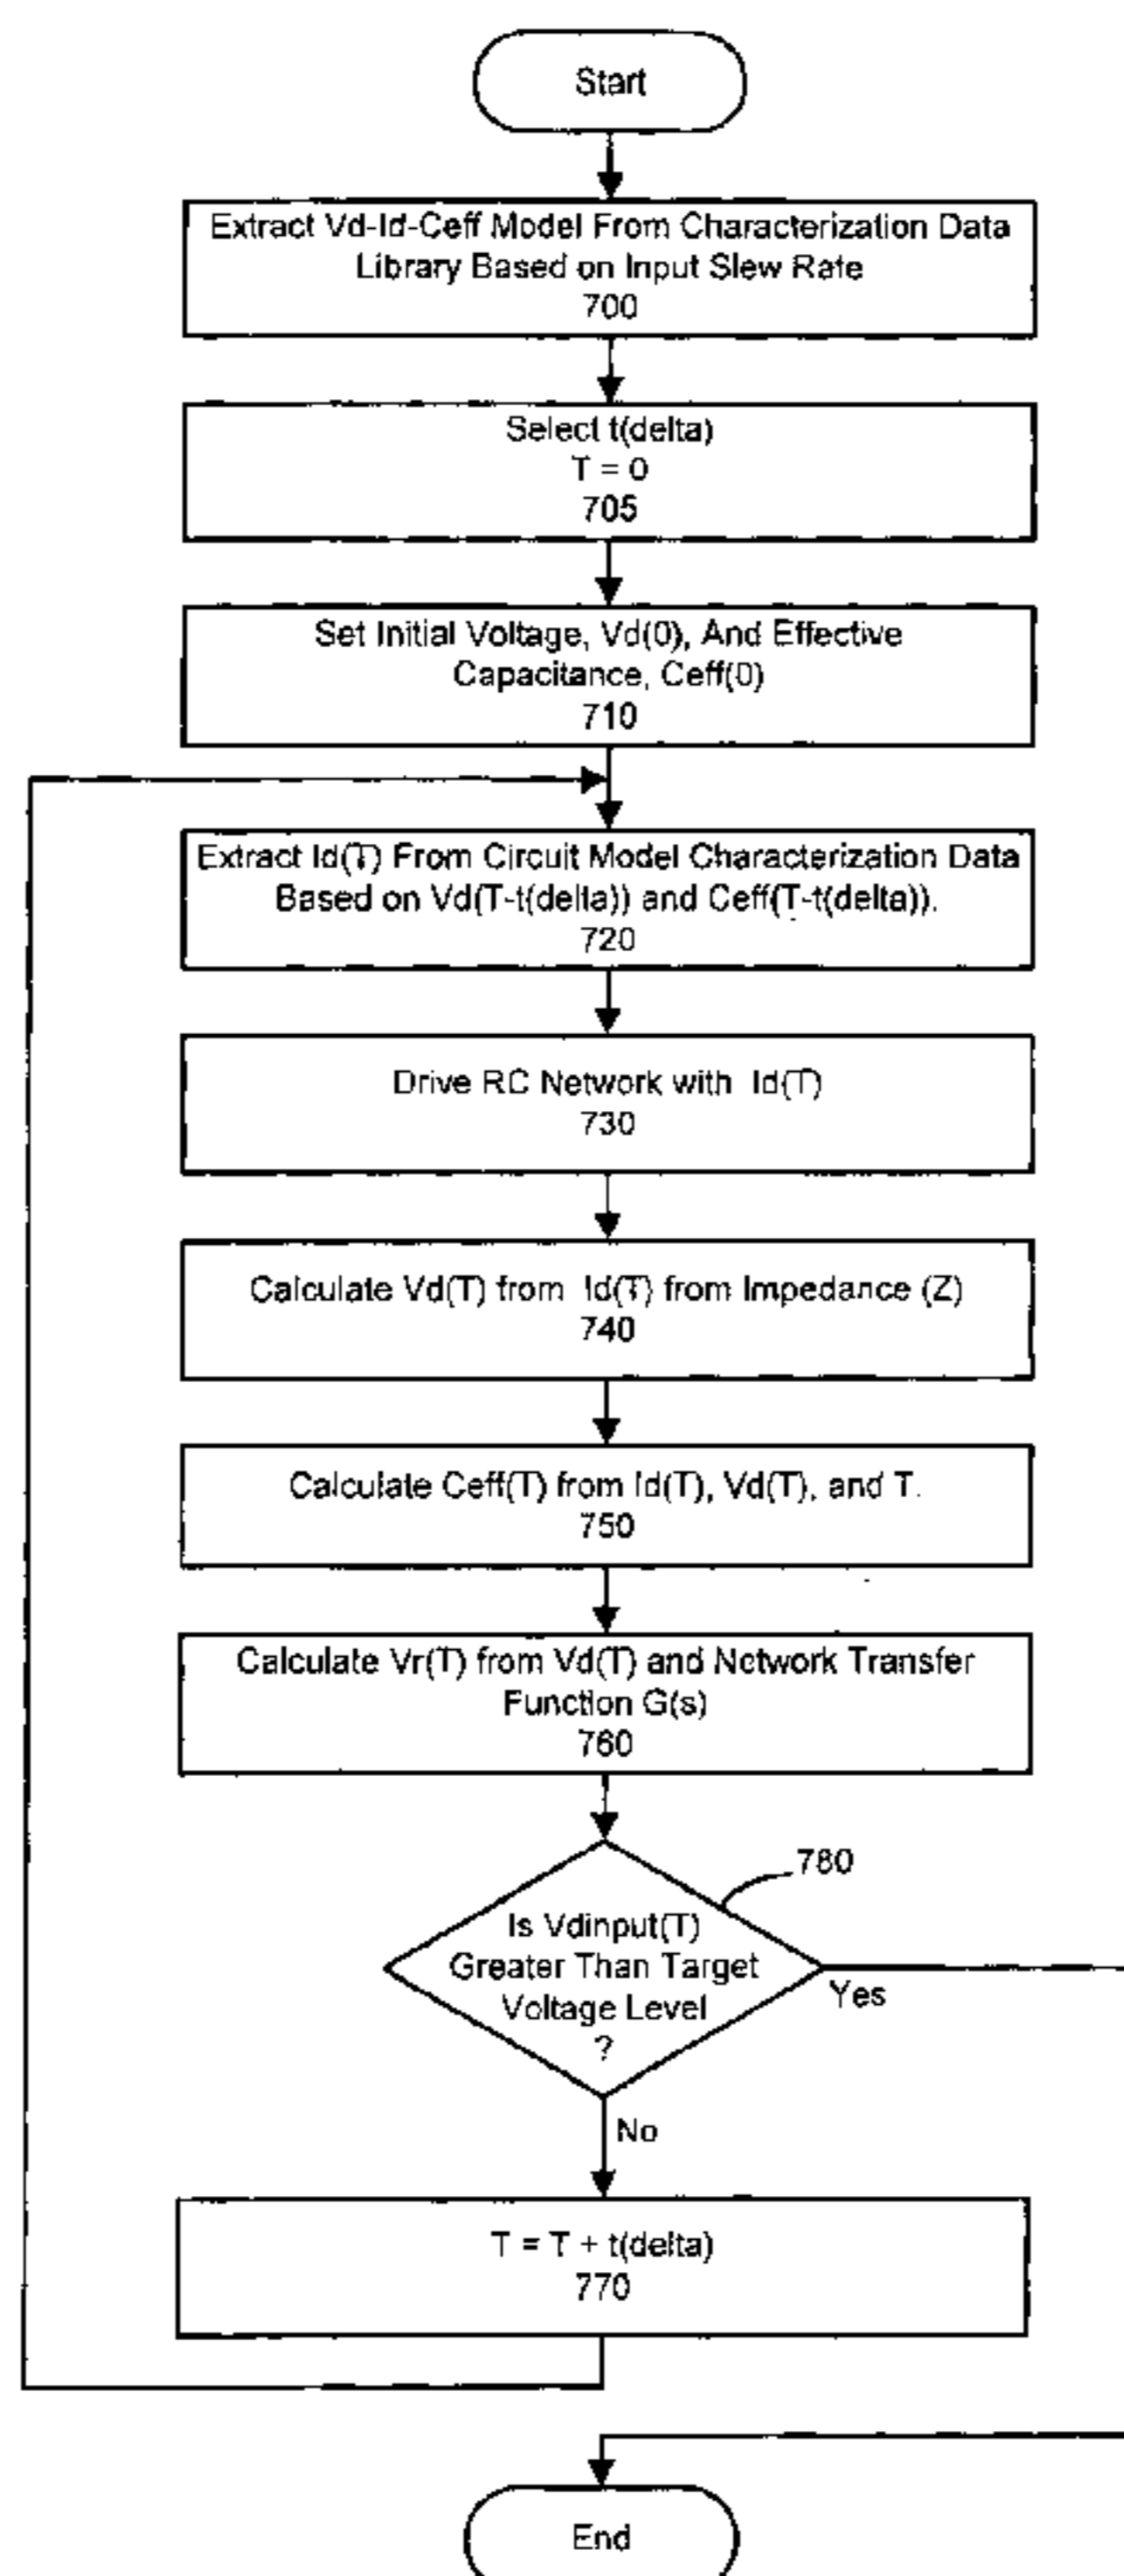 Start
Extract Vd-Id-Ceff Model From Characterization Data
Library Based on Input Slew Rate
700
Select t(delta)
T = 0
705
Set Initial Voltage, Vd(0), And Effective
Capacitance, Ceff(0)
710
Extract Id(T) From Circuit Model Characterization Data
Based on Vd(T-t(delta)) and Ceff(T-t(delta)).
720
Drive RC Network with Id(T)
730
Calculate Vd(T) from Id(T) from Impedance (Z)
740
Calculate Ceff(T) from Id(T), Vd(T), and T.
750
Calculate Vr(T) from Vd(T) and Network Transfer
Function G(s)
760
780
Is Vdinput(T)
Greater Than Target
Voltage Level
?
Yes
No
T = T + t(delta)
770
End